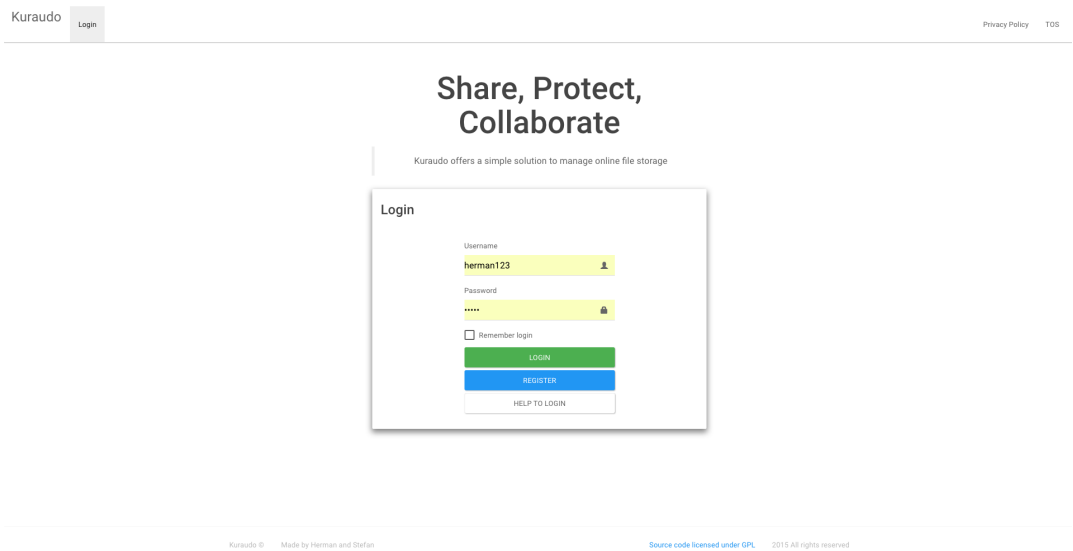 Kuraudo Login Privacy Policy TOS
Share, Protect,
Collaborate
Kuraudo offers a simple solution to manage online file storage
Login
Username
herman123
Password
•••••
Remember login
LOGIN
REGISTER
HELP TO LOGIN
Kuraudo © Made by Herman and Stefan Source code licensed under GPL 2015 All rights reserved